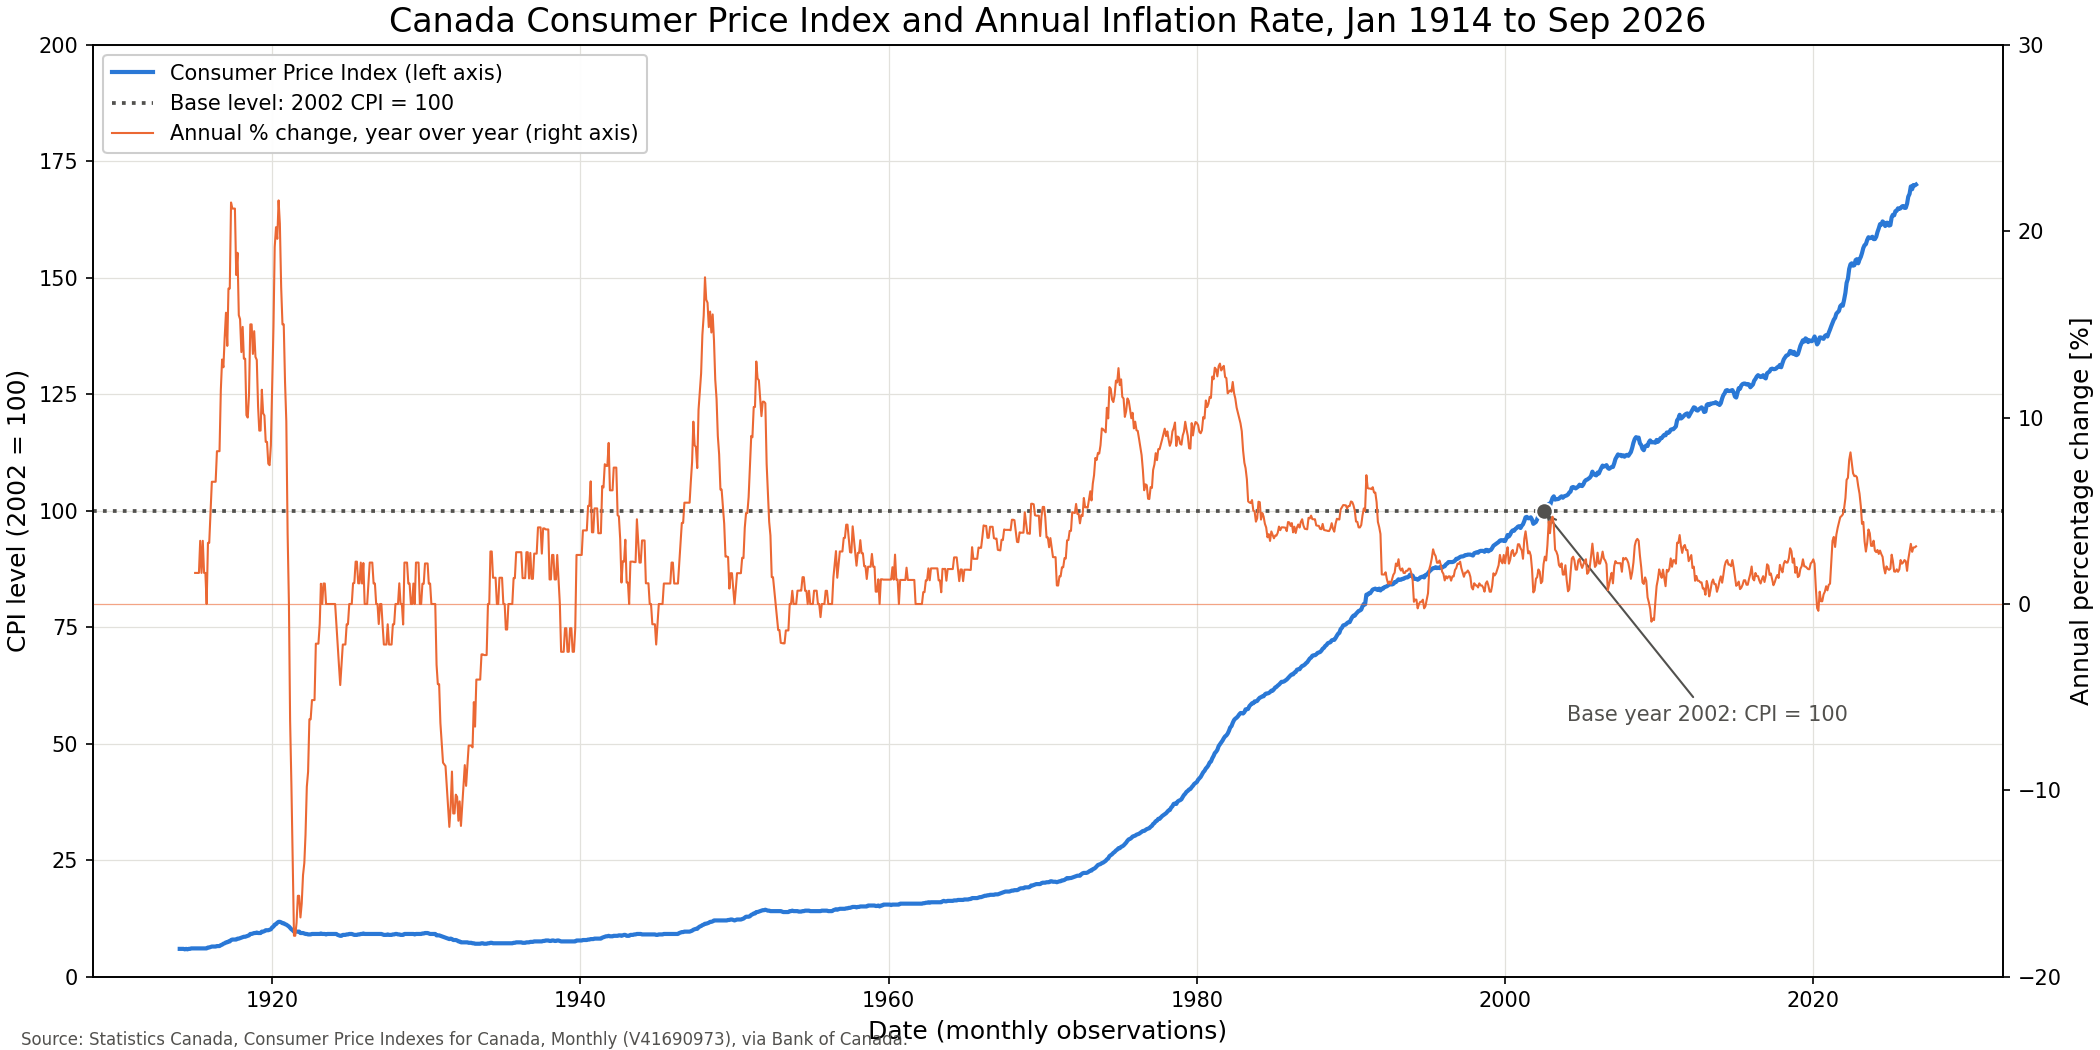 Canada Consumer Price Index and Annual Inflation Rate, Jan 1914 to Sep 2026
Consumer Price Index (left axis)
Base level: 2002 CPI = 100
Annual % change, year over year (right axis)
CPI level (2002 = 100)
200
175
150
125
100
75
50
25
0
30
20
10
0
−10
−20
Annual percentage change [%]
Base year 2002: CPI = 100
1920
1940
1960
1980
2000
2020
Date (monthly observations)
Source: Statistics Canada, Consumer Price Indexes for Canada, Monthly (V41690973), via Bank of Canada.